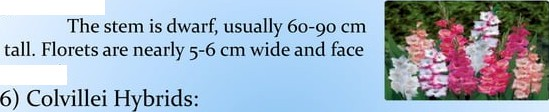 The stem is dwarf, usually 60-90 cm
tall. Florets are nearly 5-6 cm wide and face
6) Colvillei Hybrids: